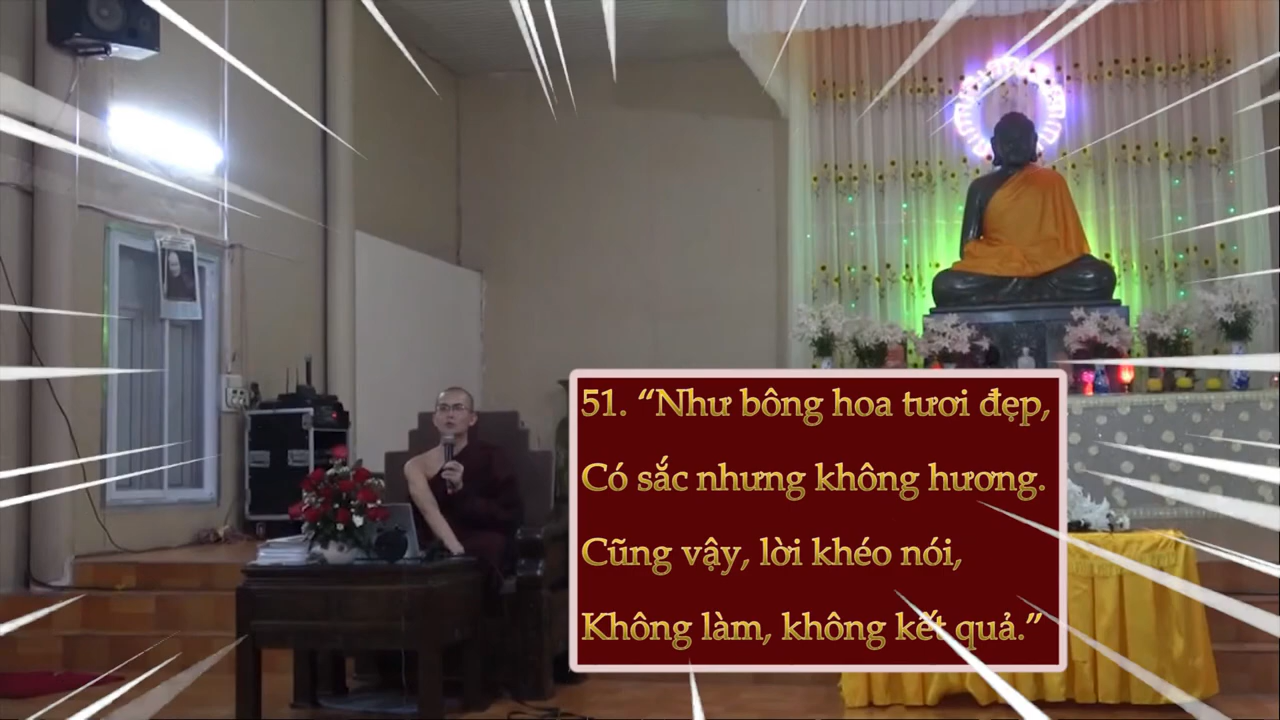 51. “Như bông hoa tươi đẹp,
Có sắc nhưng không hương.
Cũng vậy, lời khéo nói,
Không làm, không kết quả.”